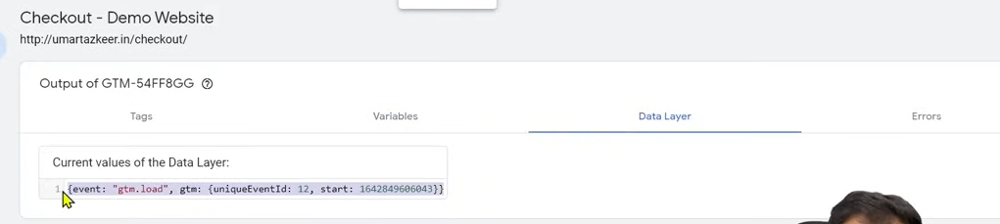 Checkout - Demo Website
http://umartazkeer.in/checkout/
Output of GTM-54FF8GG ?
Tags Variables Data Layer Errors
Current values of the Data Layer:
1 {event: "gtm.load", gtm: {uniqueEventId: 12, start: 1642849606043}}